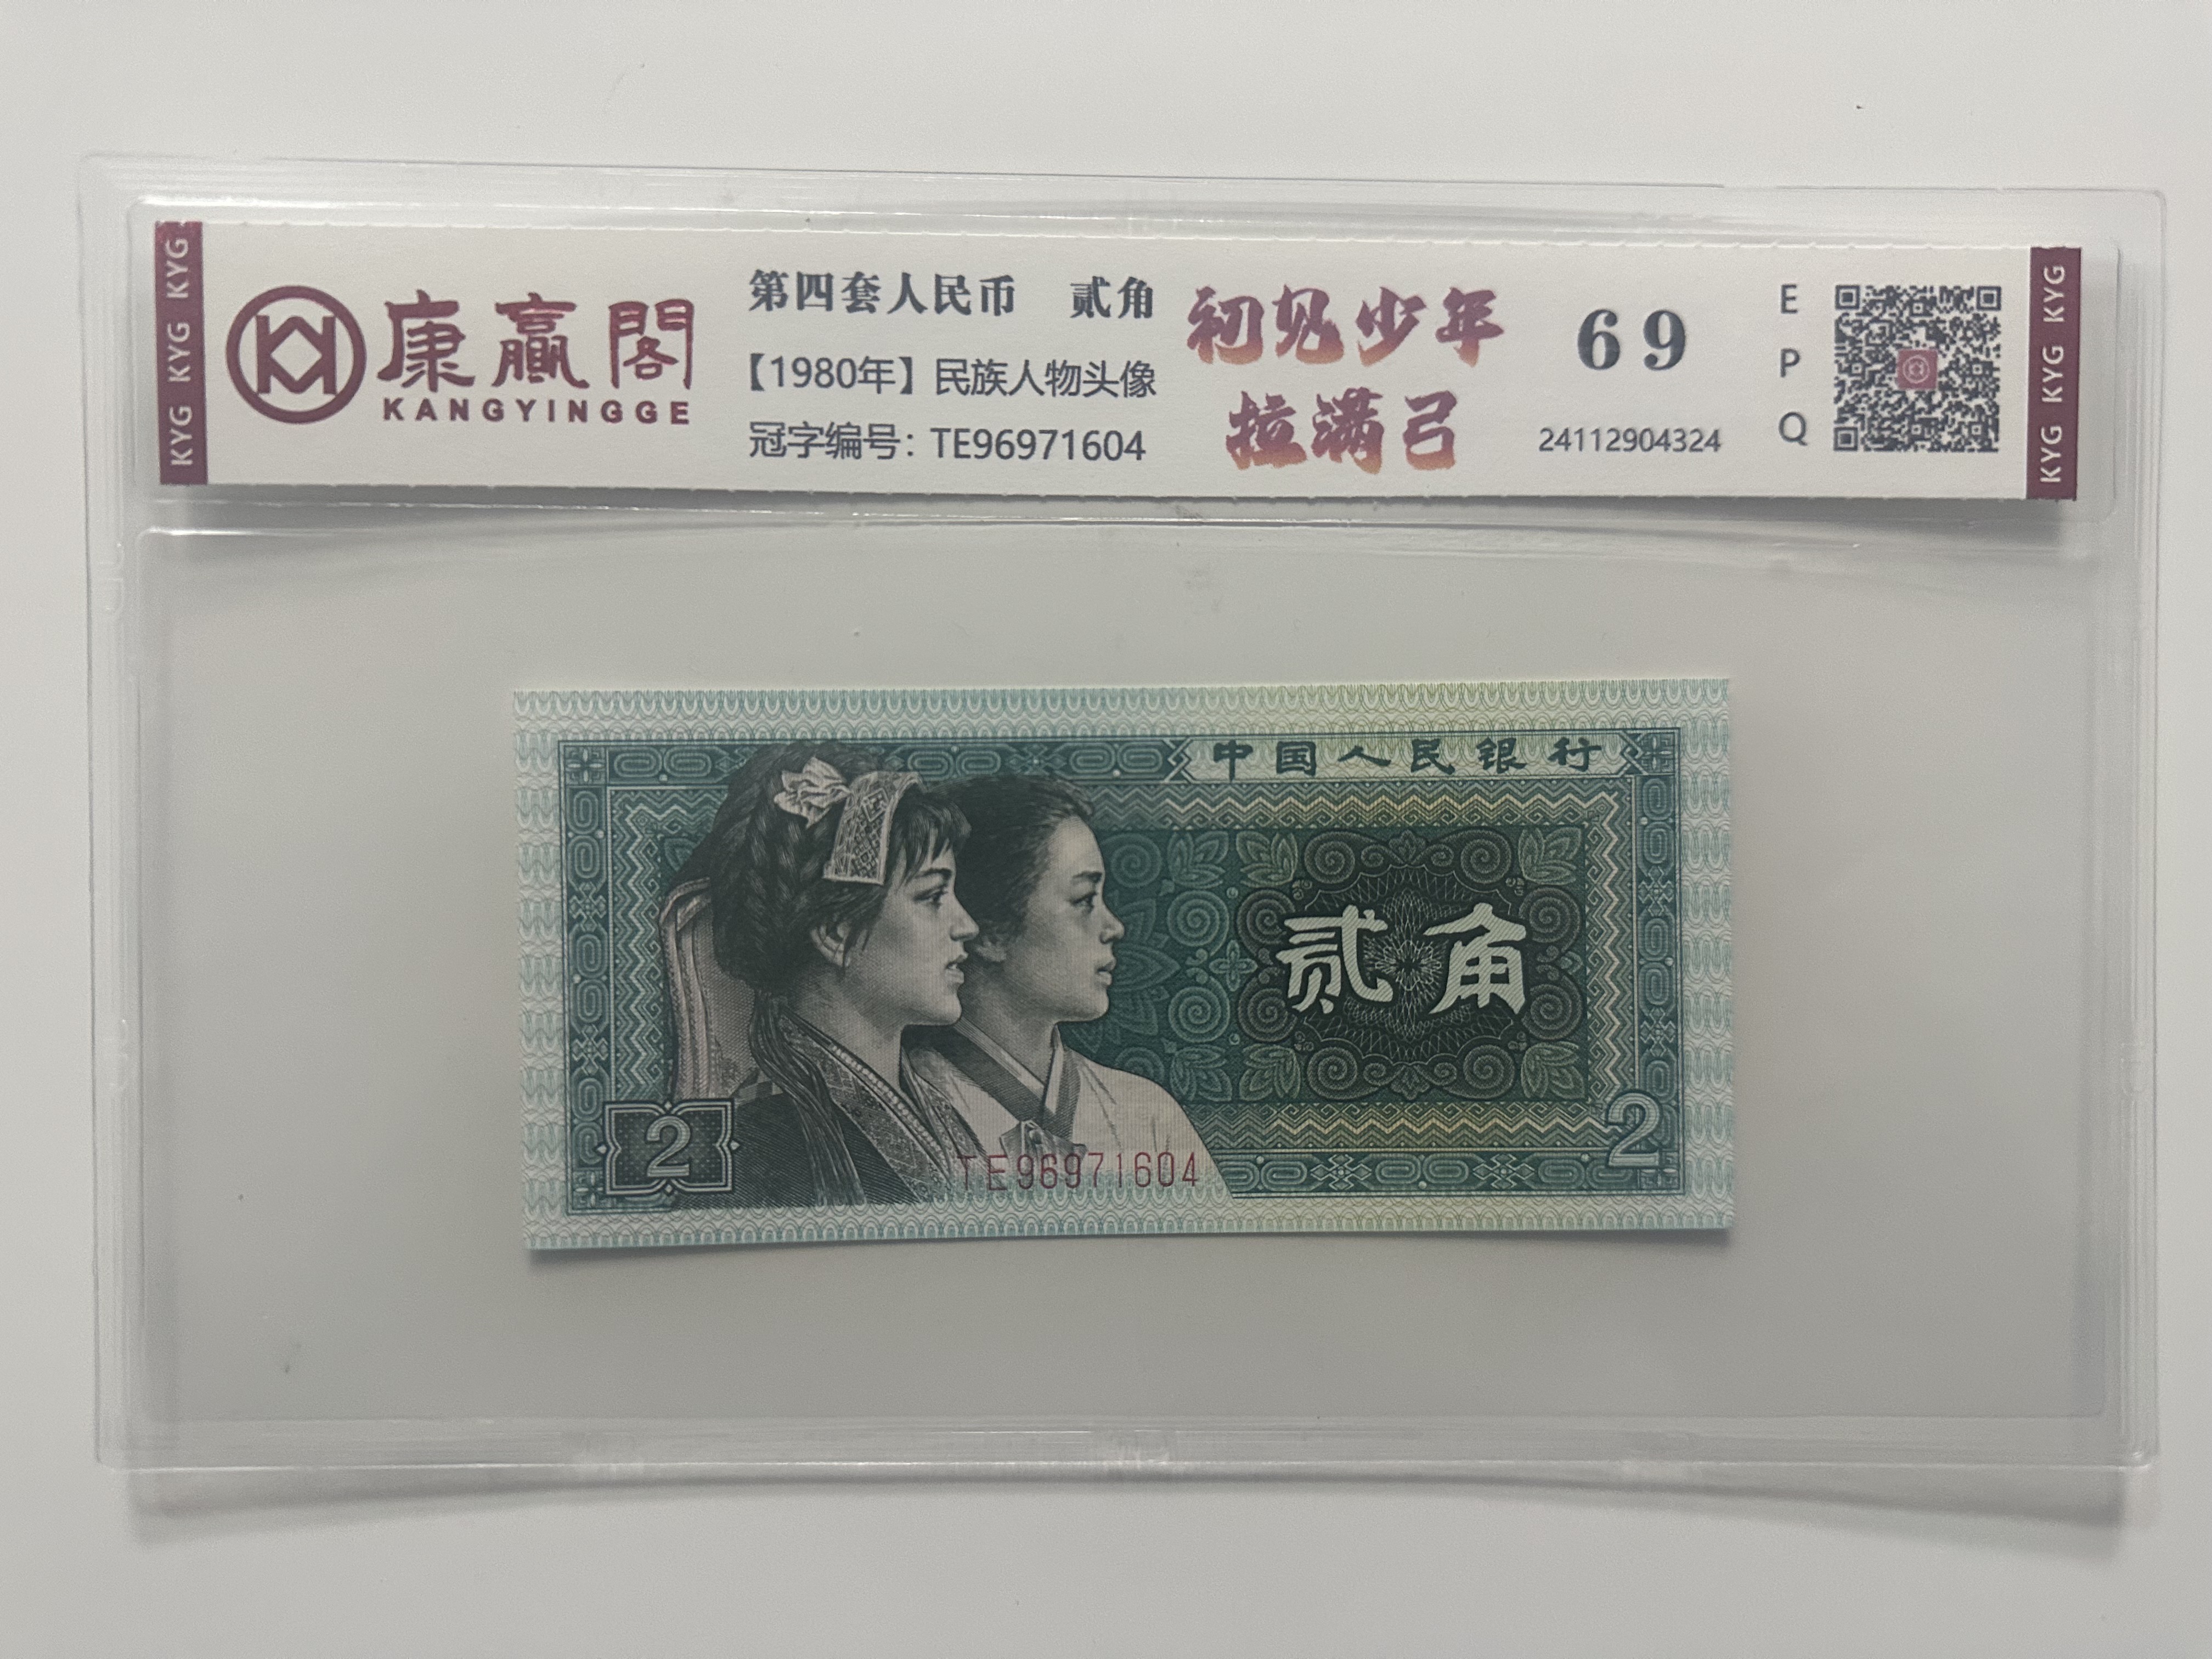 KYG KYG KYG
康赢閣
KANGYINGGE
第四套人民币 贰角
【1980年】民族人物头像
冠字编号：TE96971604
初见少年
拉满弓
69
24112904324
E
P
Q
KYG KYG KYG
中国人民银行
贰角
2
2
TE96971604